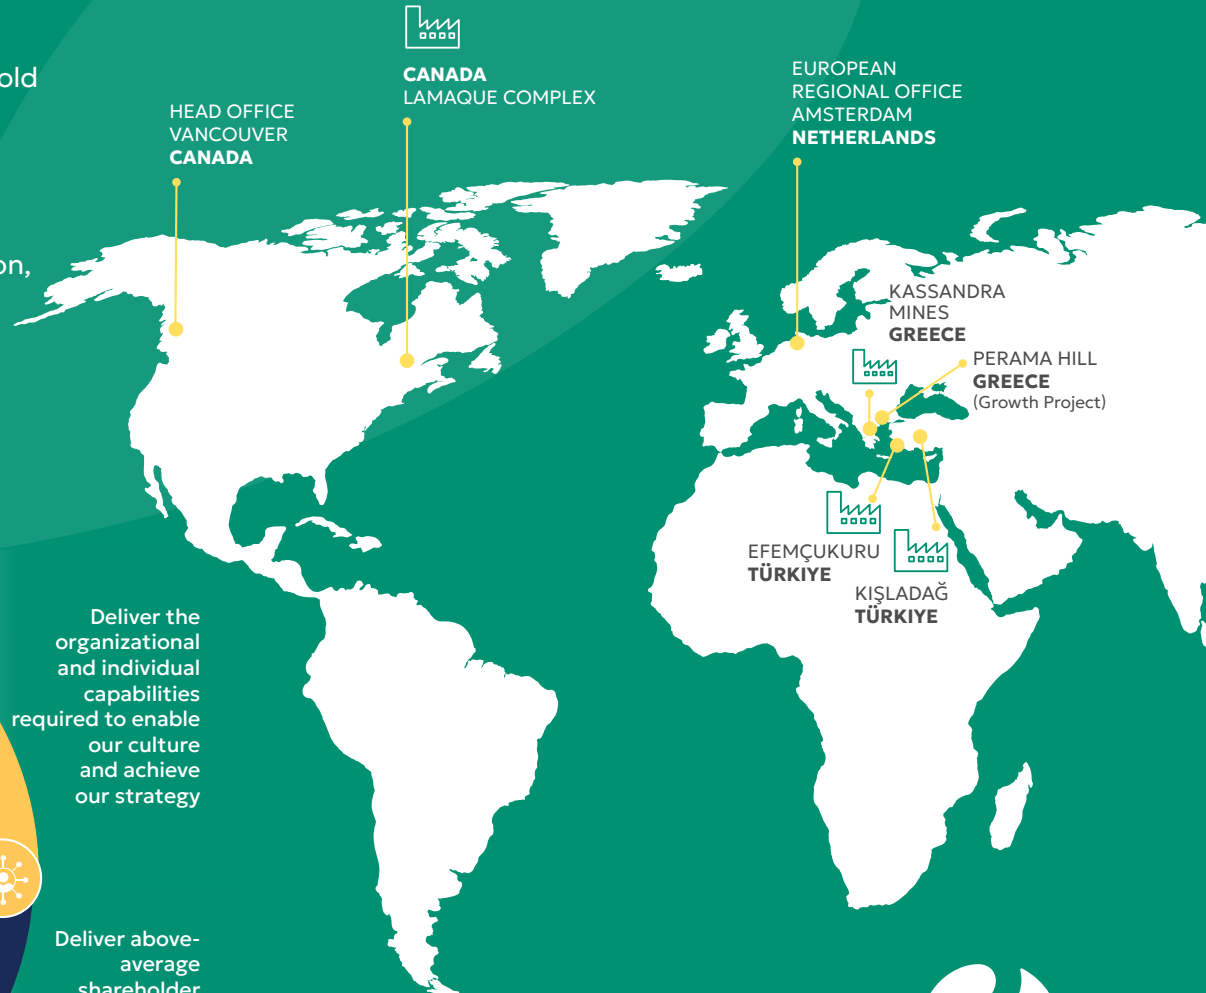 old
on,
HEAD OFFICE
VANCOUVER
CANADA
CANADA
LAMAQUE COMPLEX
EUROPEAN
REGIONAL OFFICE
AMSTERDAM
NETHERLANDS
KASSANDRA
MINES
GREECE
PERAMA HILL
GREECE
(Growth Project)
EFEMÇUKURU
TÜRKIYE
KIŞLADAĞ
TÜRKIYE
Deliver the
organizational
and individual
capabilities
required to enable
our culture
and achieve
our strategy
Deliver above-
average
shareholder